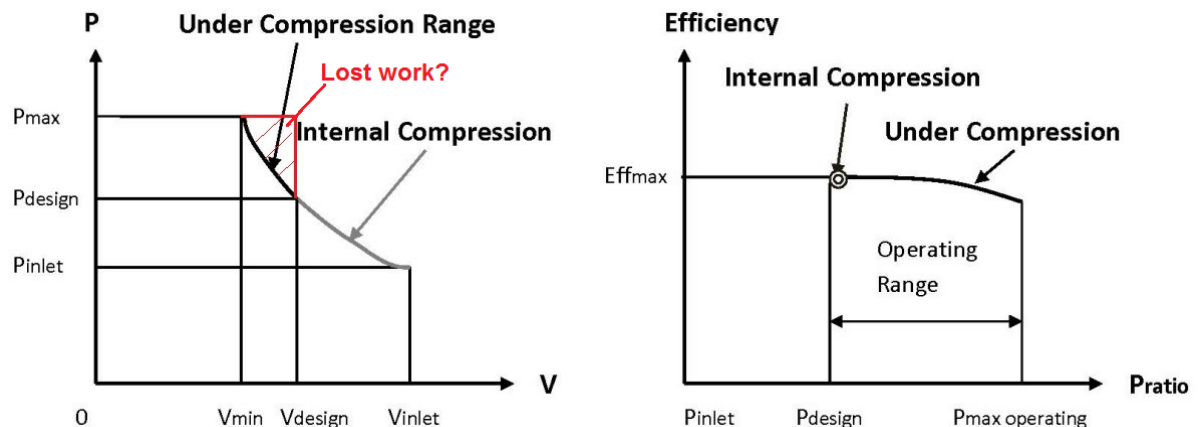 P
Under Compression Range
Lost work?
Pmax
Internal Compression
Pdesign
Pinlet
V
0
Vmin
Vdesign
Vinlet
Efficiency
Internal Compression
Under Compression
Effmax
Operating
Range
Pratio
Pinlet
Pdesign
Pmax operating